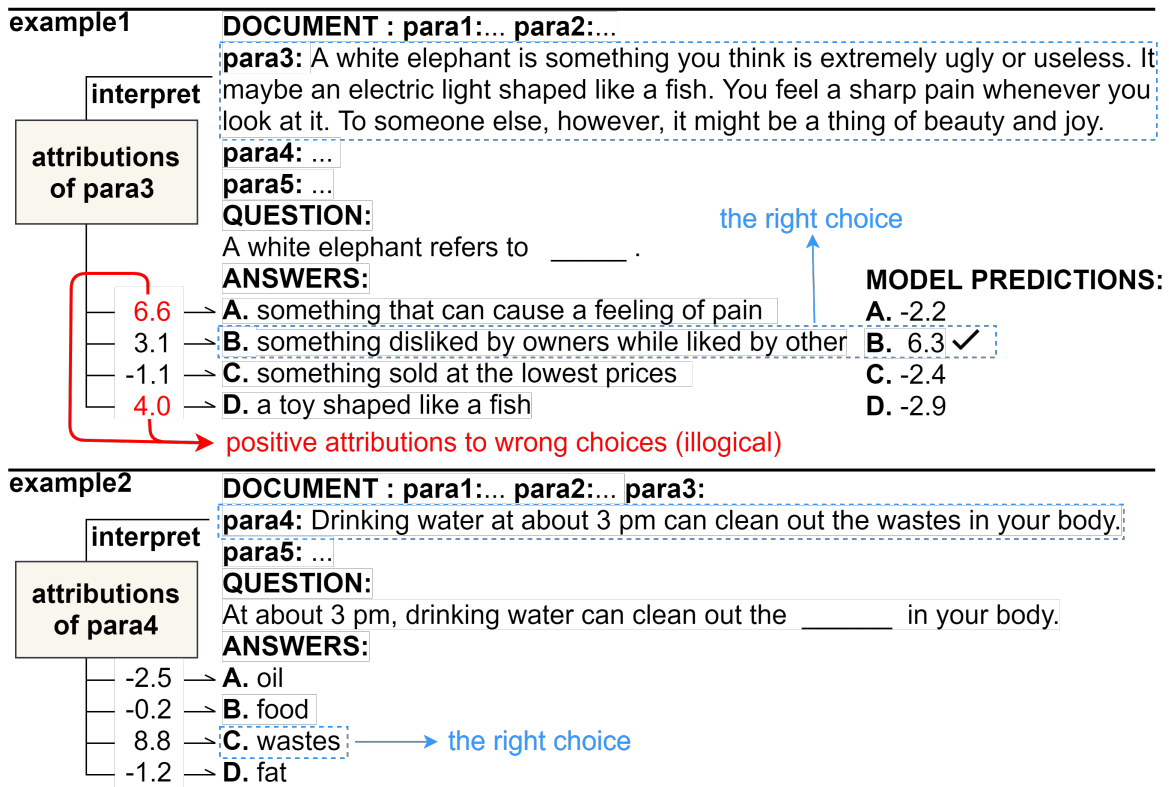 example1
DOCUMENT : para1:... para2:...
para3: A white elephant is something you think is extremely ugly or useless. It
maybe an electric light shaped like a fish. You feel a sharp pain whenever you
look at it. To someone else, however, it might be a thing of beauty and joy.
interpret
attributions
of para3
para4: ...
para5: ...
QUESTION:
A white elephant refers to _____ .
the right choice
ANSWERS:
MODEL PREDICTIONS:
6.6 A. something that can cause a feeling of pain A. -2.2
3.1 B. something disliked by owners while liked by other B. 6.3 ✓
-1.1 C. something sold at the lowest prices C. -2.4
4.0 D. a toy shaped like a fish D. -2.9
positive attributions to wrong choices (illogical)
example2
DOCUMENT : para1:... para2:... para3:
para4: Drinking water at about 3 pm can clean out the wastes in your body.
interpret
attributions
of para4
para5: ...
QUESTION:
At about 3 pm, drinking water can clean out the ______ in your body.
ANSWERS:
-2.5 A. oil
-0.2 B. food
8.8 C. wastes the right choice
-1.2 D. fat